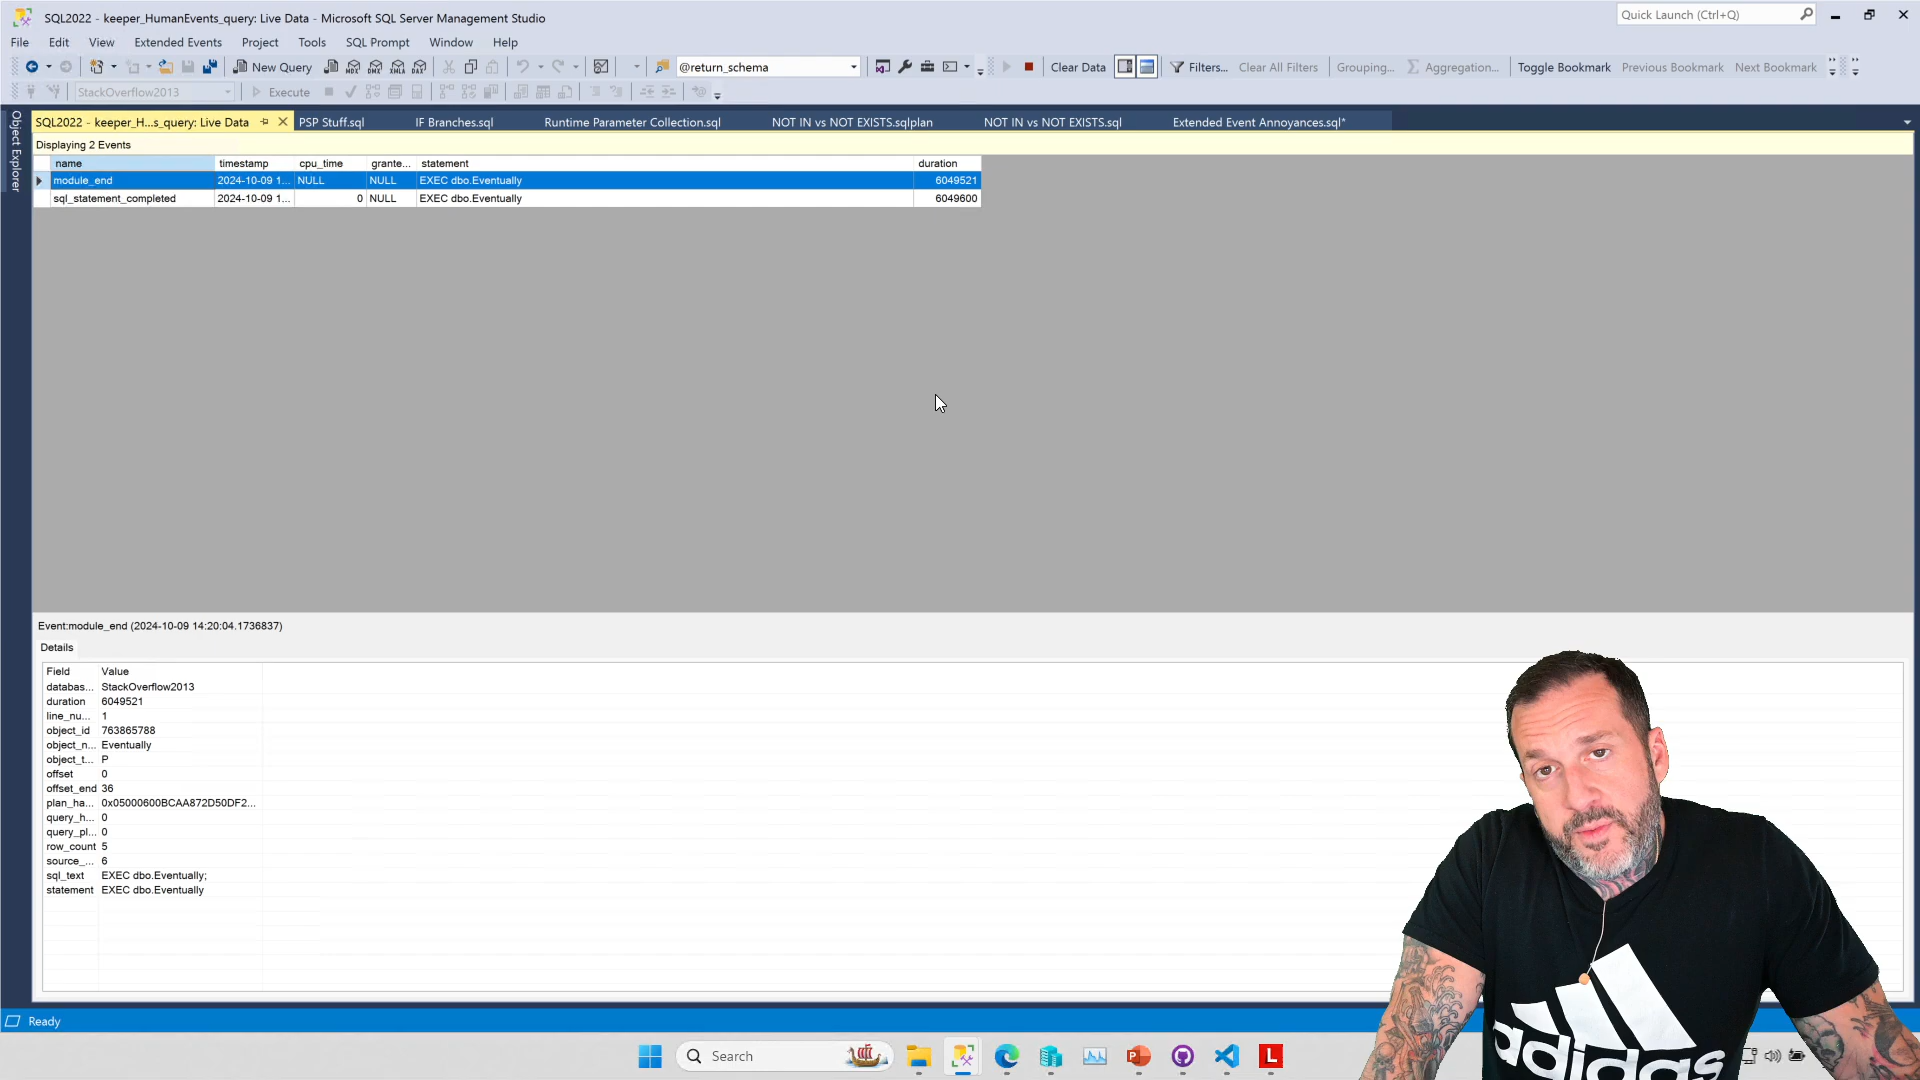 SQL2022 - keeper_HumanEvents_query: Live Data - Microsoft SQL Server Management Studio
Quick Launch (Ctrl+Q)
File Edit View Extended Events Project Tools SQL Prompt Window Help
New Query @return_schema Clear Data Filters... Clear All Filters Grouping... Aggregation... Toggle Bookmark Previous Bookmark Next Bookmark
StackOverflow2013 Execute
Object Explorer
SQL2022 - keeper_H...s_query: Live Data PSP Stuff.sql IF Branches.sql Runtime Parameter Collection.sql NOT IN vs NOT EXISTS.sqlplan NOT IN vs NOT EXISTS.sql Extended Event Annoyances.sql*
Displaying 2 Events
name timestamp cpu_time grante... statement duration
module_end 2024-10-09 1... NULL NULL EXEC dbo.Eventually 6049521
sql_statement_completed 2024-10-09 1... 0 NULL EXEC dbo.Eventually 6049600
Event:module_end (2024-10-09 14:20:04.1736837)
Details
Field Value
databas... StackOverflow2013
duration 6049521
line_nu... 1
object_id 763865788
object_n... Eventually
object_t... P
offset 0
offset_end 36
plan_ha... 0x05000600BCAA872D50DF2...
query_h... 0
query_pl... 0
row_count 5
source_... 6
sql_text EXEC dbo.Eventually;
statement EXEC dbo.Eventually
adidas
Ready
Search
L